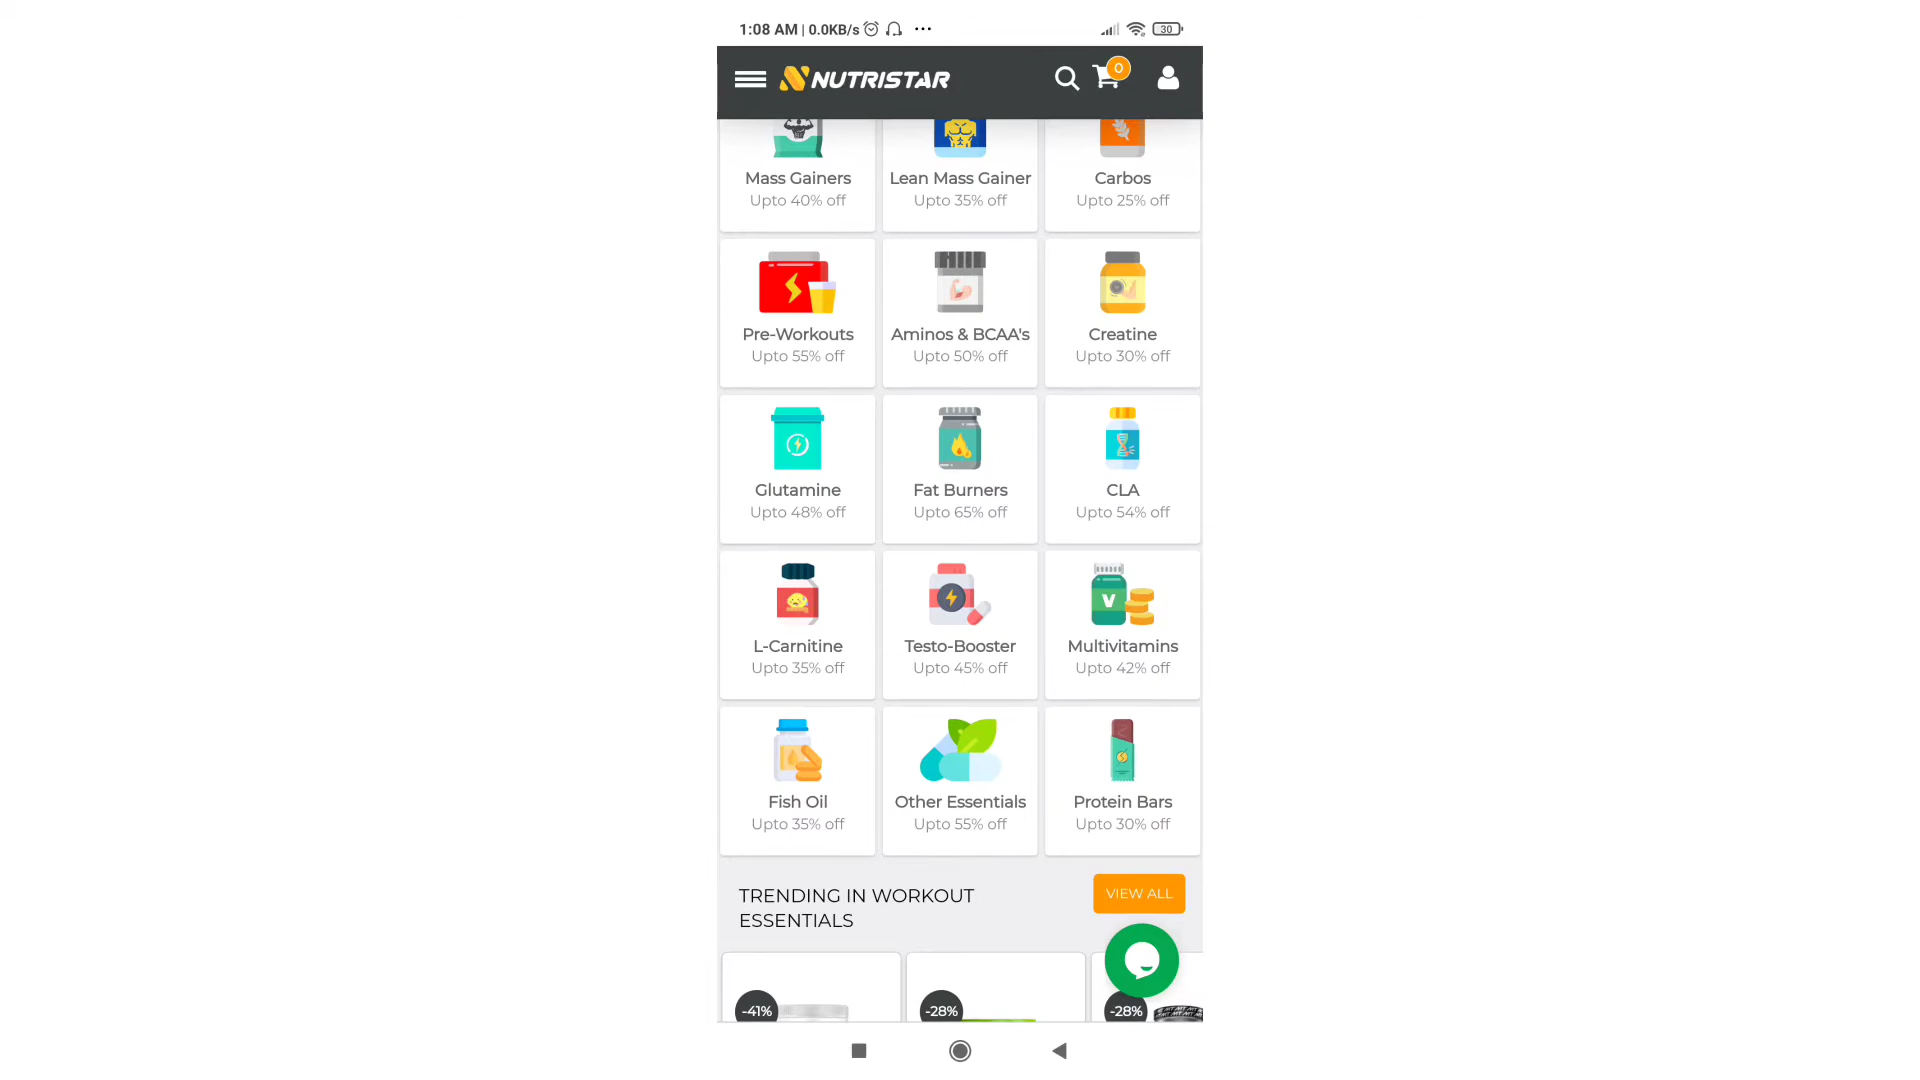 1:08 AM | 0.0KB/s ... 30
NUTRISTAR 0
Mass Gainers Lean Mass Gainer Carbos
Upto 40% off Upto 35% off Upto 25% off
Pre-Workouts Aminos & BCAA's Creatine
Upto 55% off Upto 50% off Upto 30% off
Glutamine Fat Burners CLA
Upto 48% off Upto 65% off Upto 54% off
V
L-Carnitine Testo-Booster Multivitamins
Upto 35% off Upto 45% off Upto 42% off
Fish Oil Other Essentials Protein Bars
Upto 35% off Upto 55% off Upto 30% off
TRENDING IN WORKOUT VIEW ALL
ESSENTIALS
-41% -28% -28%